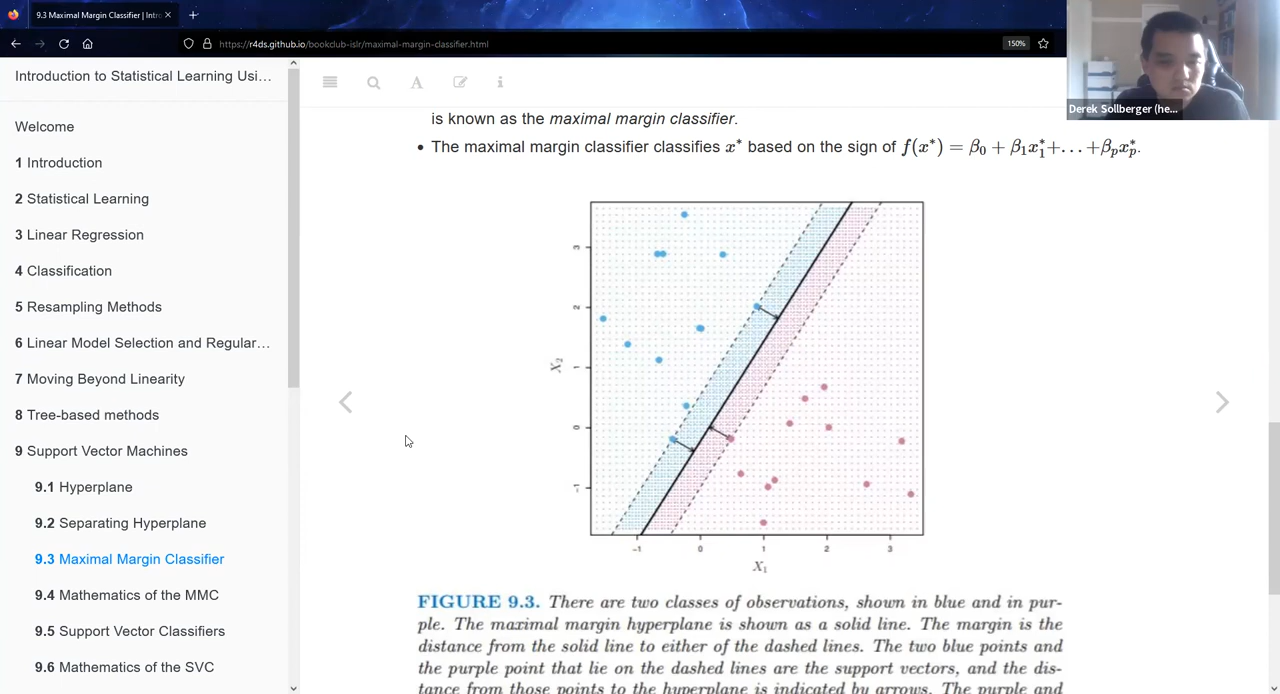 9.3 Maximal Margin Classifier | Intro
https://r4ds.github.io/bookclub-islr/maximal-margin-classifier.html
150%
Derek Sollberger (he...
Introduction to Statistical Learning Usi...
Welcome
1 Introduction
2 Statistical Learning
3 Linear Regression
4 Classification
5 Resampling Methods
6 Linear Model Selection and Regular...
7 Moving Beyond Linearity
8 Tree-based methods
9 Support Vector Machines
9.1 Hyperplane
9.2 Separating Hyperplane
9.3 Maximal Margin Classifier
9.4 Mathematics of the MMC
9.5 Support Vector Classifiers
9.6 Mathematics of the SVC
is known as the maximal margin classifier.
• The maximal margin classifier classifies x* based on the sign of f(x*) = β₀ + β₁x₁*+...+βₚxₚ*.
3
2
1
0
-1
X₂
-1 0 1 2 3
X₁
FIGURE 9.3. There are two classes of observations, shown in blue and in pur-
ple. The maximal margin hyperplane is shown as a solid line. The margin is the
distance from the solid line to either of the dashed lines. The two blue points and
the purple point that lie on the dashed lines are the support vectors, and the dis-
tance from those points to the hyperplane is indicated by arrows. The purple and